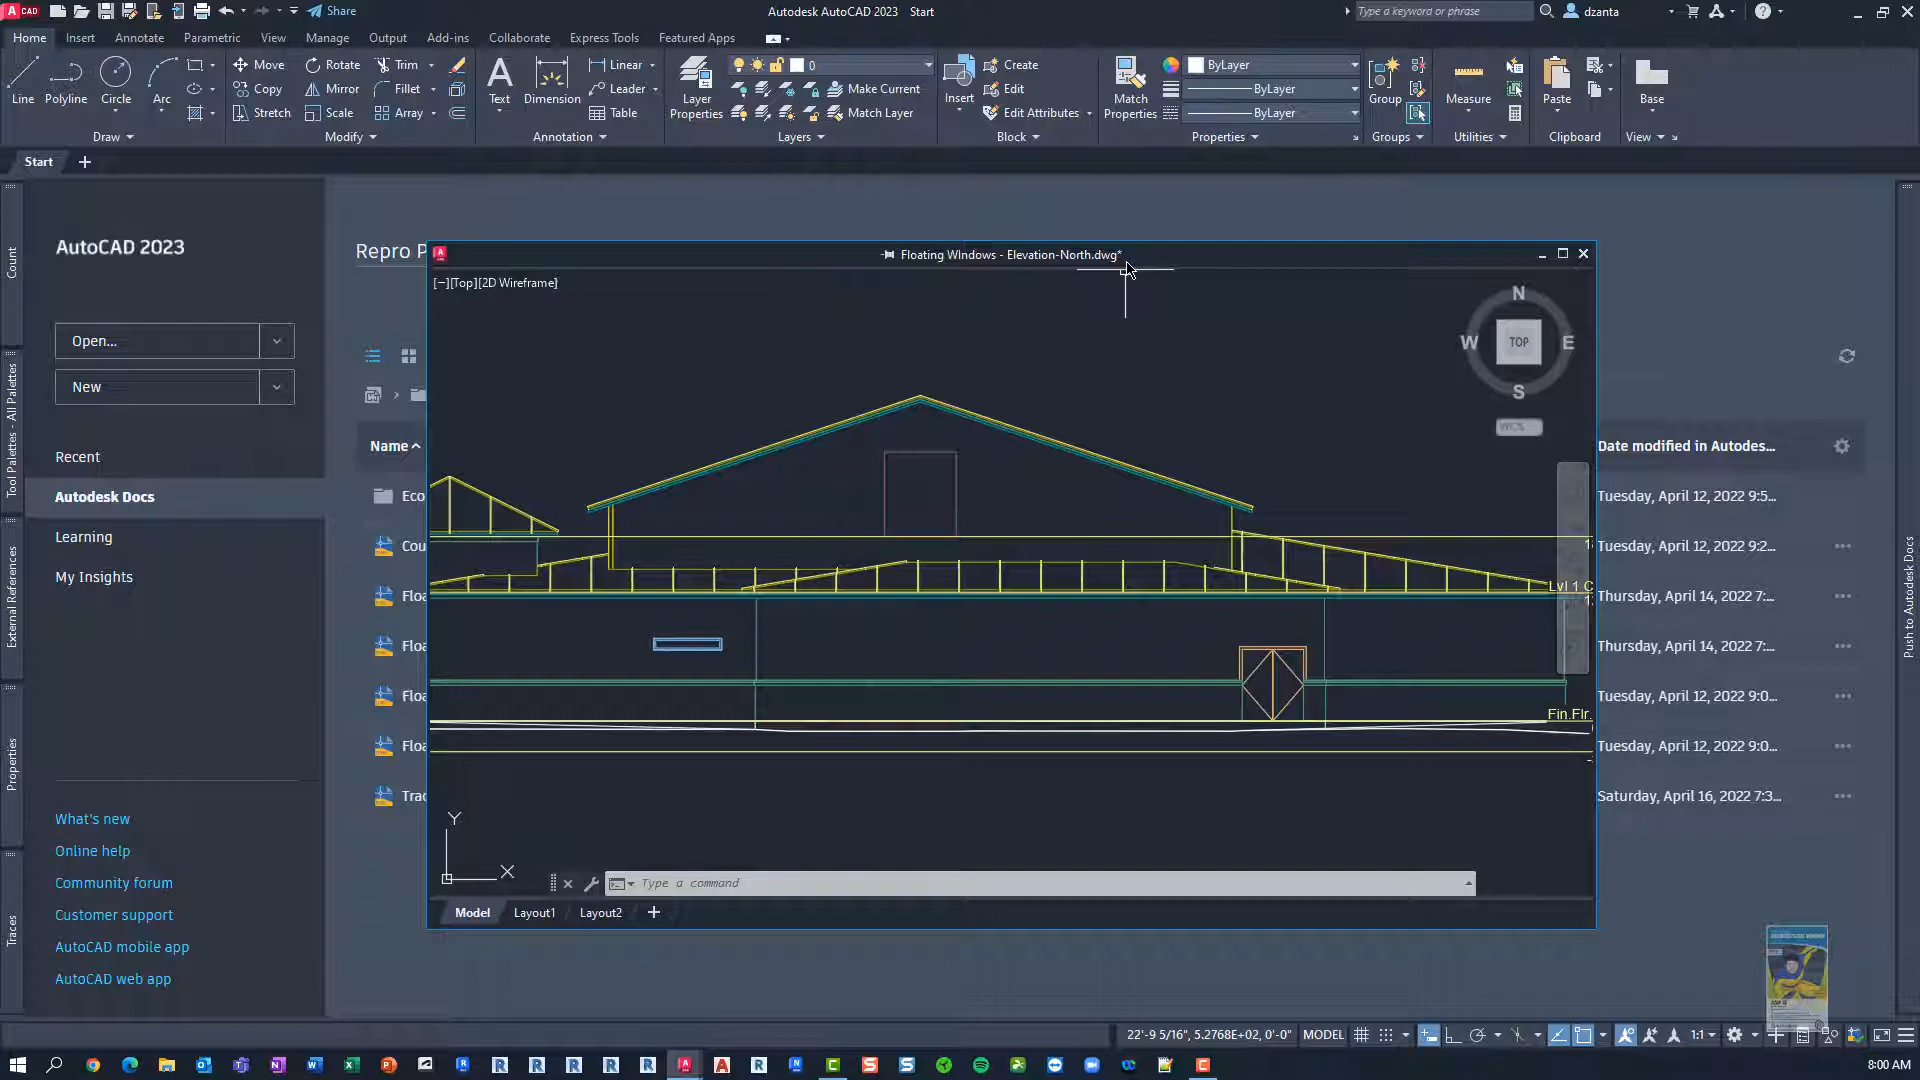 CAD
Share
Autodesk AutoCAD 2023 Start
Type a keyword or phrase
dzanta
Home Insert Annotate Parametric View Manage Output Add-ins Collaborate Express Tools Featured Apps
Line Polyline Circle Arc
Move Rotate Trim
Copy Mirror Fillet
Stretch Scale Array
Text Dimension
Linear
Leader
Table
Layer Properties
0
Make Current
Match Layer
Insert
Create
Edit
Edit Attributes
Match Properties
ByLayer
ByLayer
ByLayer
Group
Measure
Paste
Base
Draw Modify Annotation Layers Block Properties Groups Utilities Clipboard View
Start
Count
Tool Palettes - All Palettes
External References
Properties
Traces
AutoCAD 2023
Open...
New
Recent
Autodesk Docs
Learning
My Insights
What's new
Online help
Community forum
Customer support
AutoCAD mobile app
AutoCAD web app
Repro P
Name
Eco
Cou
Floa
Floa
Floa
Floa
Trac
Floating WIndows - Elevation-North.dwg*
[−][Top][2D Wireframe]
N
W TOP E
S
WCS
Lvl 1 C
Fin.Flr.
Y
X
Type a command
Model Layout1 Layout2
Date modified in Autodes...
Tuesday, April 12, 2022 9:5...
Tuesday, April 12, 2022 9:2...
Thursday, April 14, 2022 7:...
Thursday, April 14, 2022 7:...
Tuesday, April 12, 2022 9:0...
Tuesday, April 12, 2022 9:0...
Saturday, April 16, 2022 7:3...
Push to Autodesk Docs
22'-9 5/16", 5.2768E+02, 0'-0" MODEL
1:1
8:00 AM